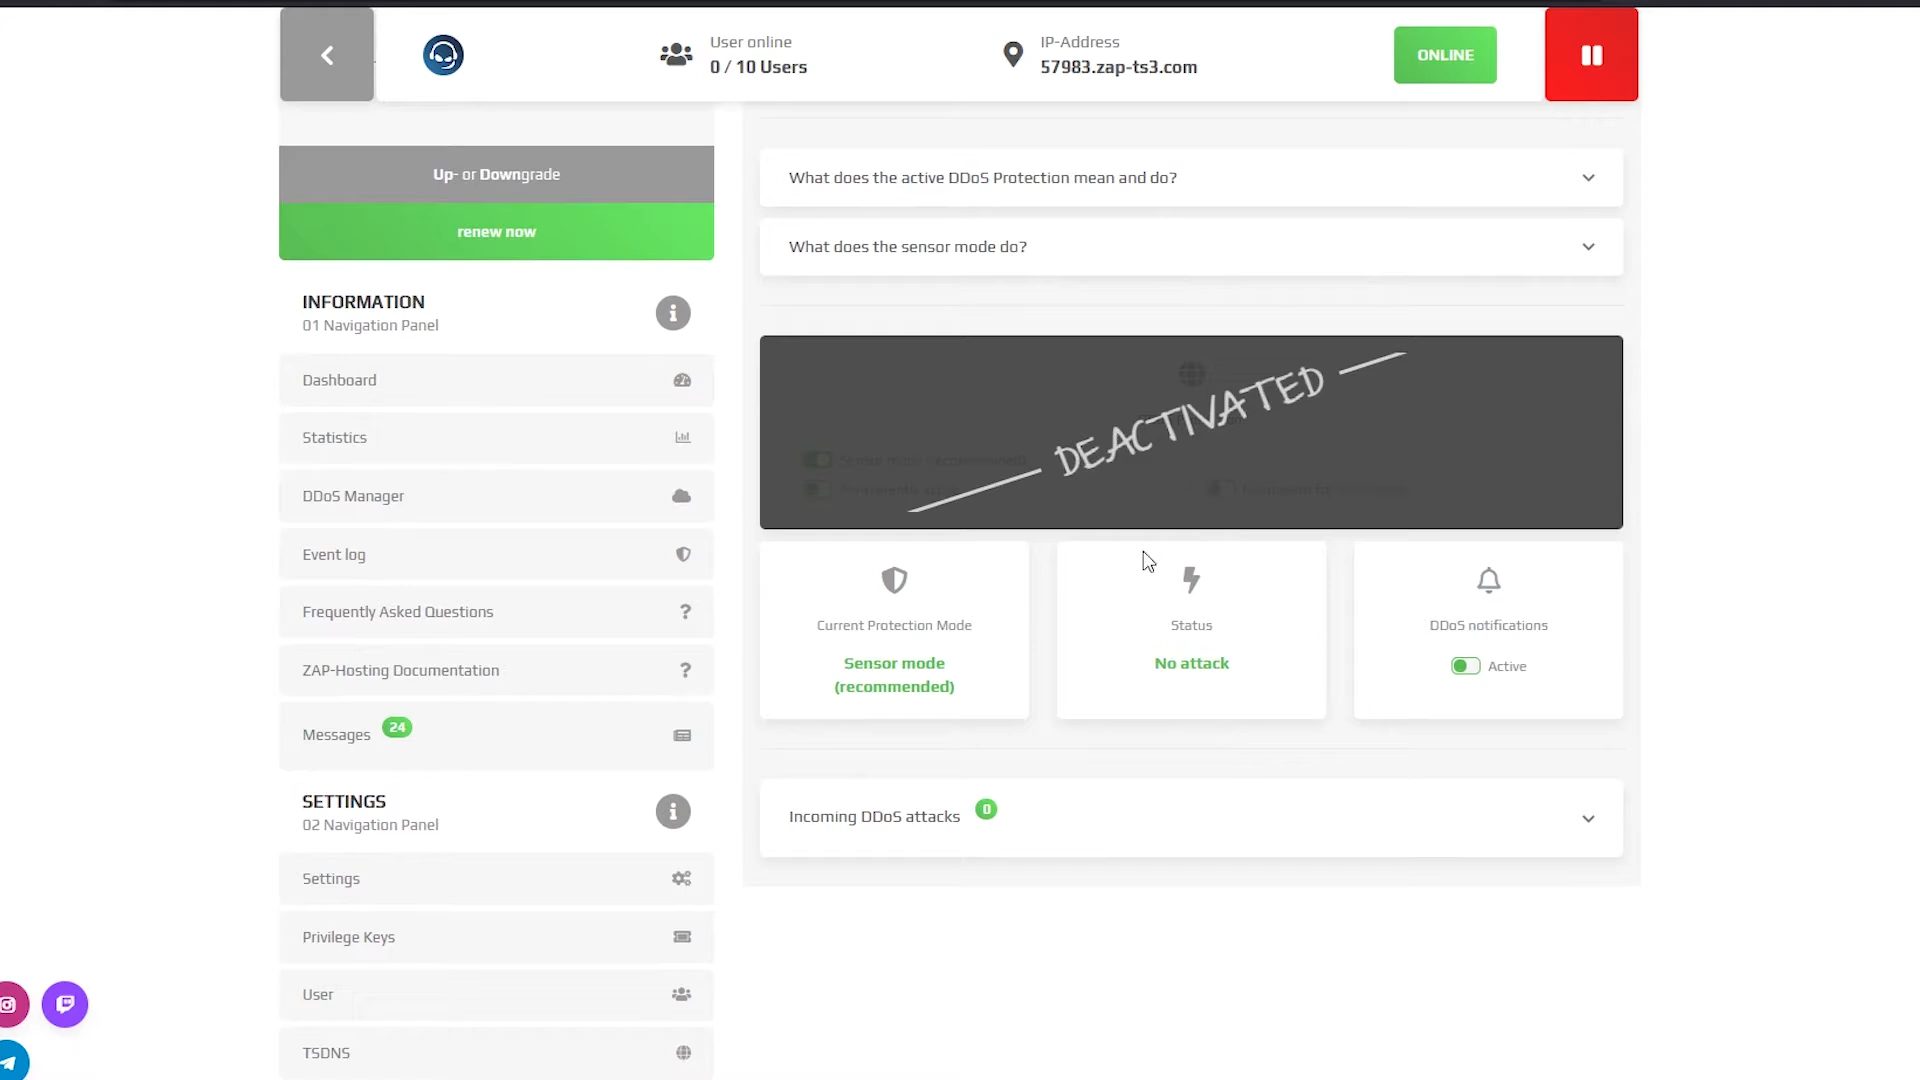 User online
0 / 10 Users
IP-Address
57983.zap-ts3.com
ONLINE
Up- or Downgrade
renew now
INFORMATION
01 Navigation Panel
Dashboard
Statistics
DDoS Manager
Event log
Frequently Asked Questions
ZAP-Hosting Documentation
Messages 24
SETTINGS
02 Navigation Panel
Settings
Privilege Keys
User
TSDNS
What does the active DDoS Protection mean and do?
What does the sensor mode do?
DEACTIVATED
Current Protection Mode
Sensor mode
(recommended)
Status
No attack
DDoS notifications
Active
Incoming DDoS attacks 0